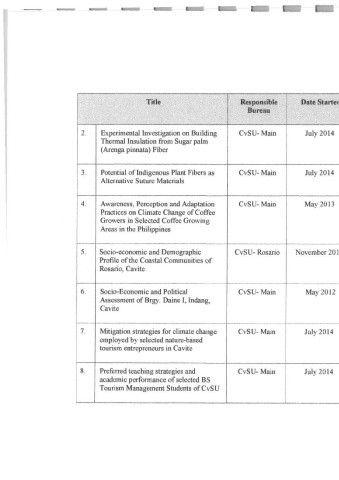 Title Responsible Date Started
Bureau
2. Experimental Investigation on Building CvSU- Main July 2014
Thermal Insulation from Sugar palm
(Arenga pinnata) Fiber
3. Potential of Indigenous Plant Fibers as CvSU- Main July 2014
Alternative Suture Materials
4. Awareness, Perception and Adaptation CvSU- Main May 2013
Practices on Climate Change of Coffee
Growers in Selected Coffee Growing
Areas in the Philippines
5. Socio-economic and Demographic CvSU- Rosario November 201
Profile of the Coastal Communities of
Rosario, Cavite
6. Socio-Economic and Political CvSU- Main May 2012
Assessment of Brgy. Daine I, Indang,
Cavite
7. Mitigation strategies for climate change CvSU- Main July 2014
employed by selected nature-based
tourism entrepreneurs in Cavite
8. Preferred teaching strategies and CvSU- Main July 2014
academic performance of selected BS
Tourism Management Students of CvSU